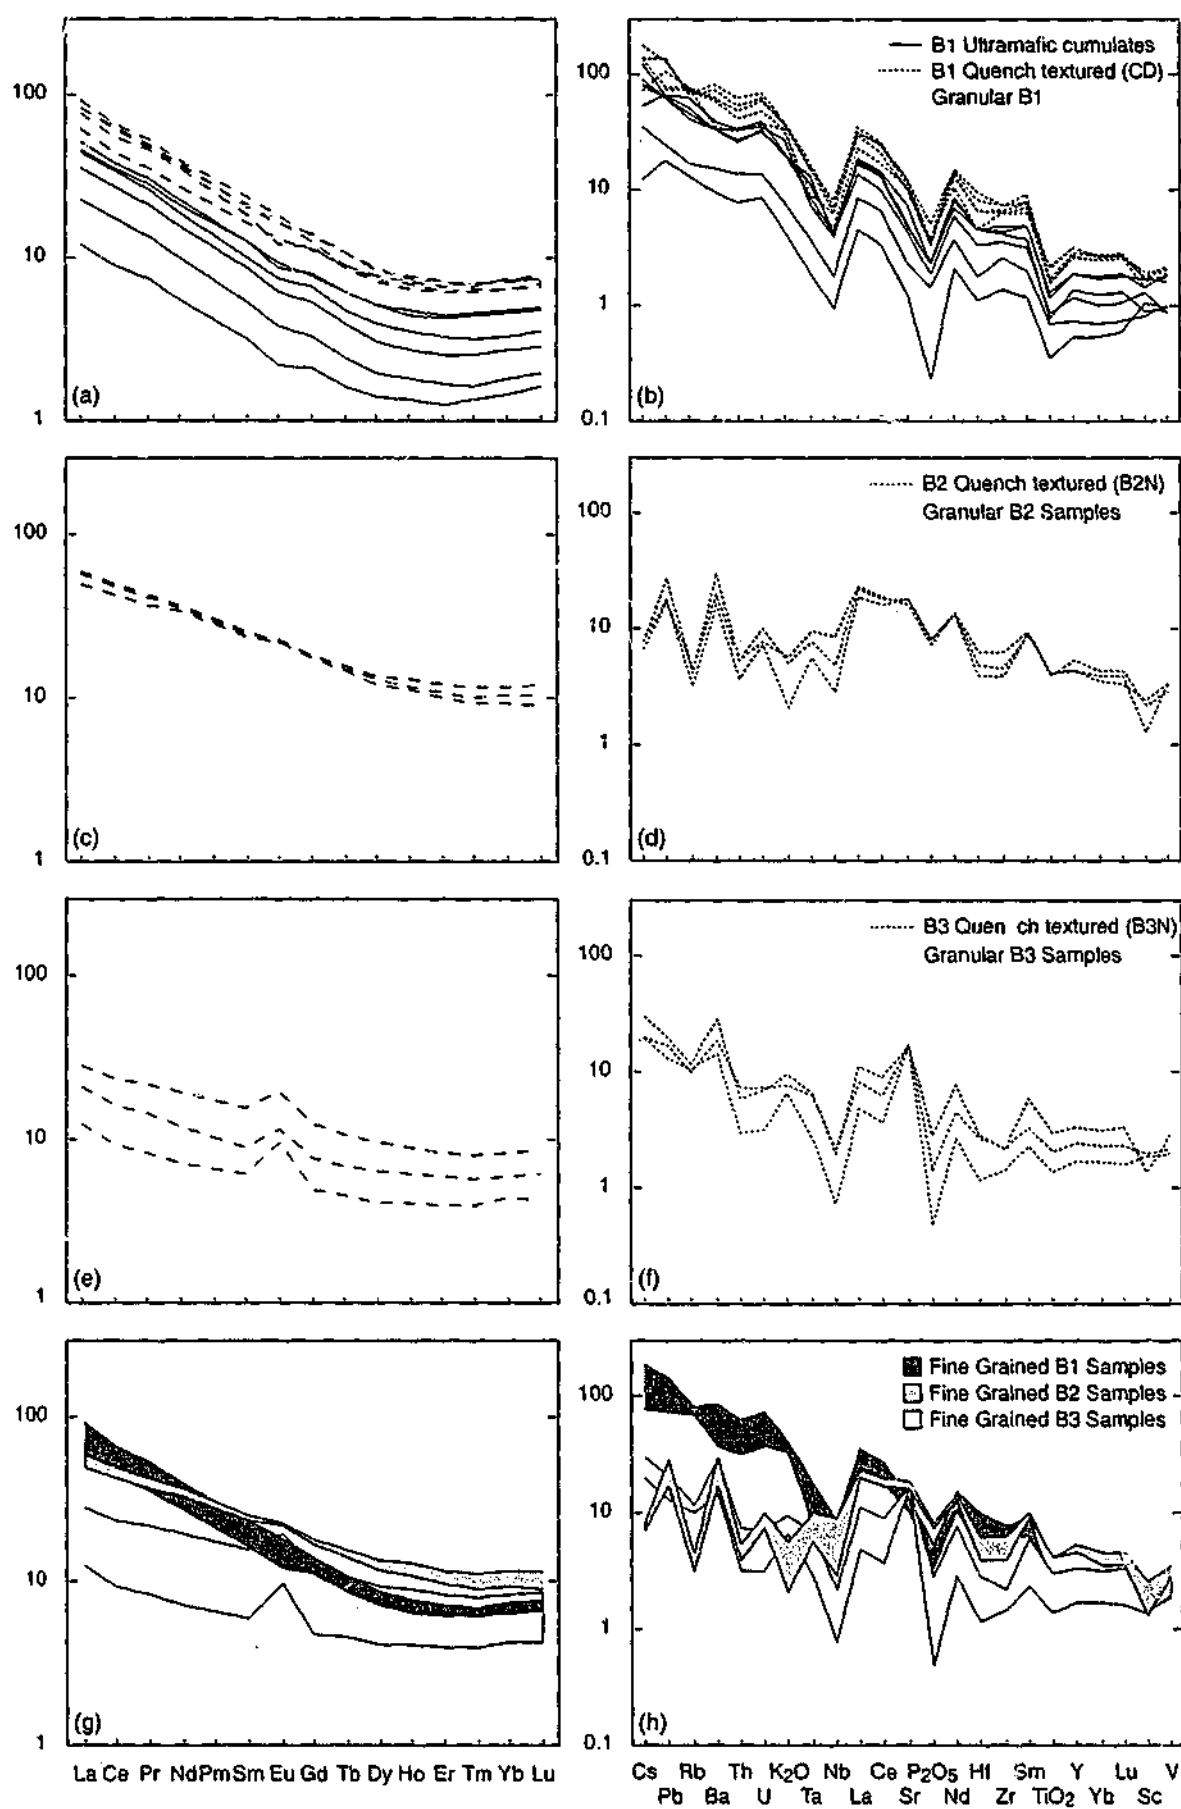 100
10
1
(a)
100
10
1
0.1
(b)
B1 Ultramafic cumulates
B1 Quench textured (CD)
Granular B1
100
10
1
(c)
100
10
1
0.1
(d)
B2 Quench textured (B2N)
Granular B2 Samples
100
10
1
(e)
100
10
1
0.1
(f)
B3 Quen ch textured (B3N)
Granular B3 Samples
100
10
1
(g)
100
10
1
0.1
(h)
Fine Grained B1 Samples
Fine Grained B2 Samples
Fine Grained B3 Samples
La Ce Pr Nd Pm Sm Eu Gd Tb Dy Ho Er Tm Yb Lu
Cs Rb Th K₂O Nb Ce P₂O₅ Hf Sm Y Lu V
Pb Ba U Ta La Sr Nd Zr TiO₂ Yb Sc